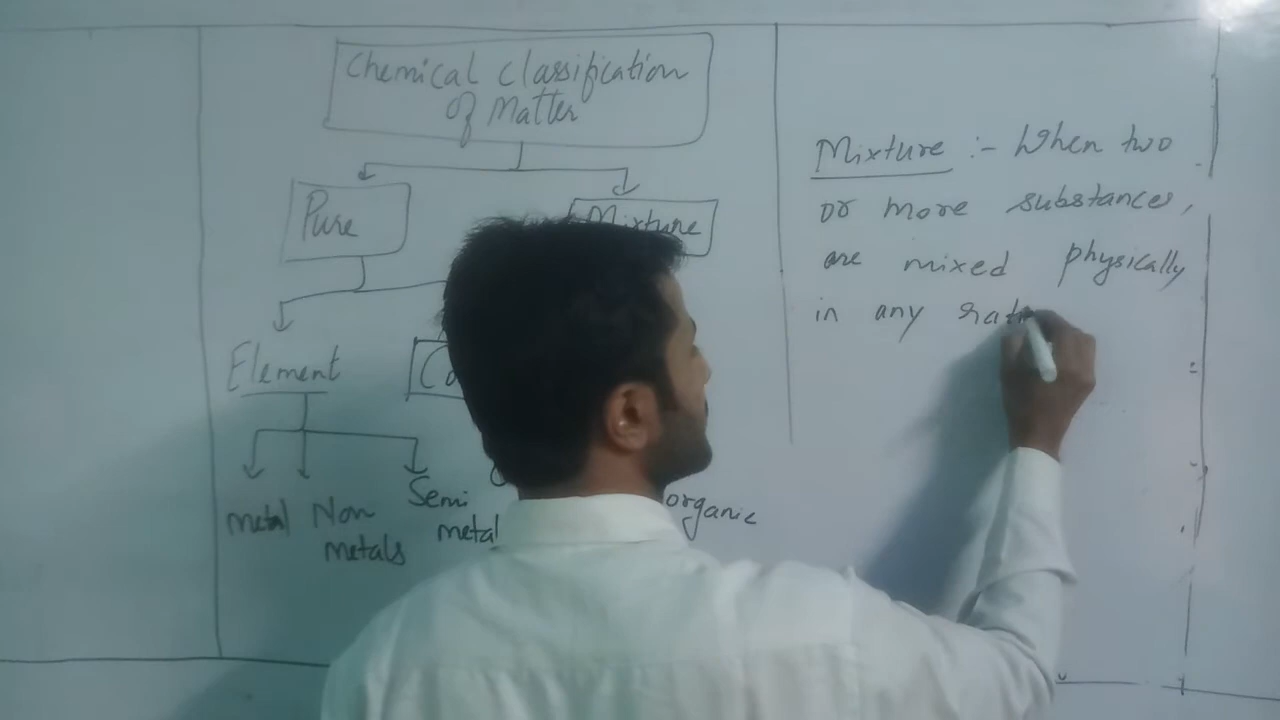 Chemical Classification
of Matter
Pure
Mixture
Element
Metal
Non
metals
Semi
metal
organic
Mixture :- When two
or more substances,
are mixed physically
in any